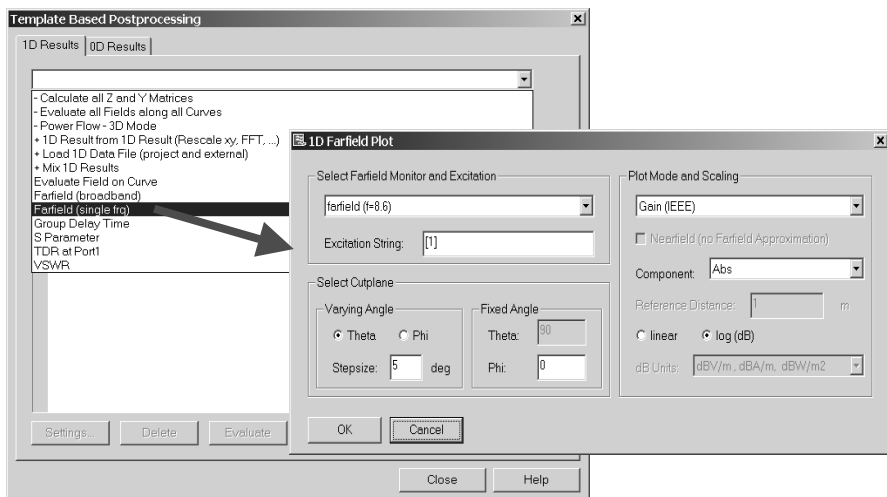 Template Based Postprocessing
1D Results
0D Results
- Calculate all Z and Y Matrices
- Evaluate all Fields along all Curves
- Power Flow - 3D Mode
+ 1D Result from 1D Result (Rescale xy, FFT, ...)
+ Load 1D Data File (project and external)
+ Mix 1D Results
Evaluate Field on Curve
Farfield (broadband)
Farfield (single frq)
Group Delay Time
S Parameter
TDR at Port1
VSWR
Settings...
Delete
Evaluate
Close
Help
1D Farfield Plot
Select Farfield Monitor and Excitation
farfield (f=8.6)
Excitation String: [1]
Select Cutplane
Varying Angle
Theta
Phi
Stepsize: 5 deg
Fixed Angle
Theta: 90
Phi: 0
Plot Mode and Scaling
Gain (IEEE)
Nearfield (no Farfield Approximation)
Component: Abs
Reference Distance: 1 m
linear
log (dB)
dB Units: dBV/m, dBA/m, dBW/m2
OK
Cancel